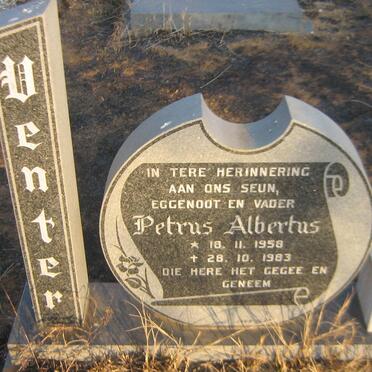 Venter
IN TERE HERINNERING
AAN ONS SEUN,
EGGENOOT EN VADER
Petrus Albertus
* 18. 11. 1958
+ 28. 10. 1983
DIE HERE HET GEGEE EN
GENEEM